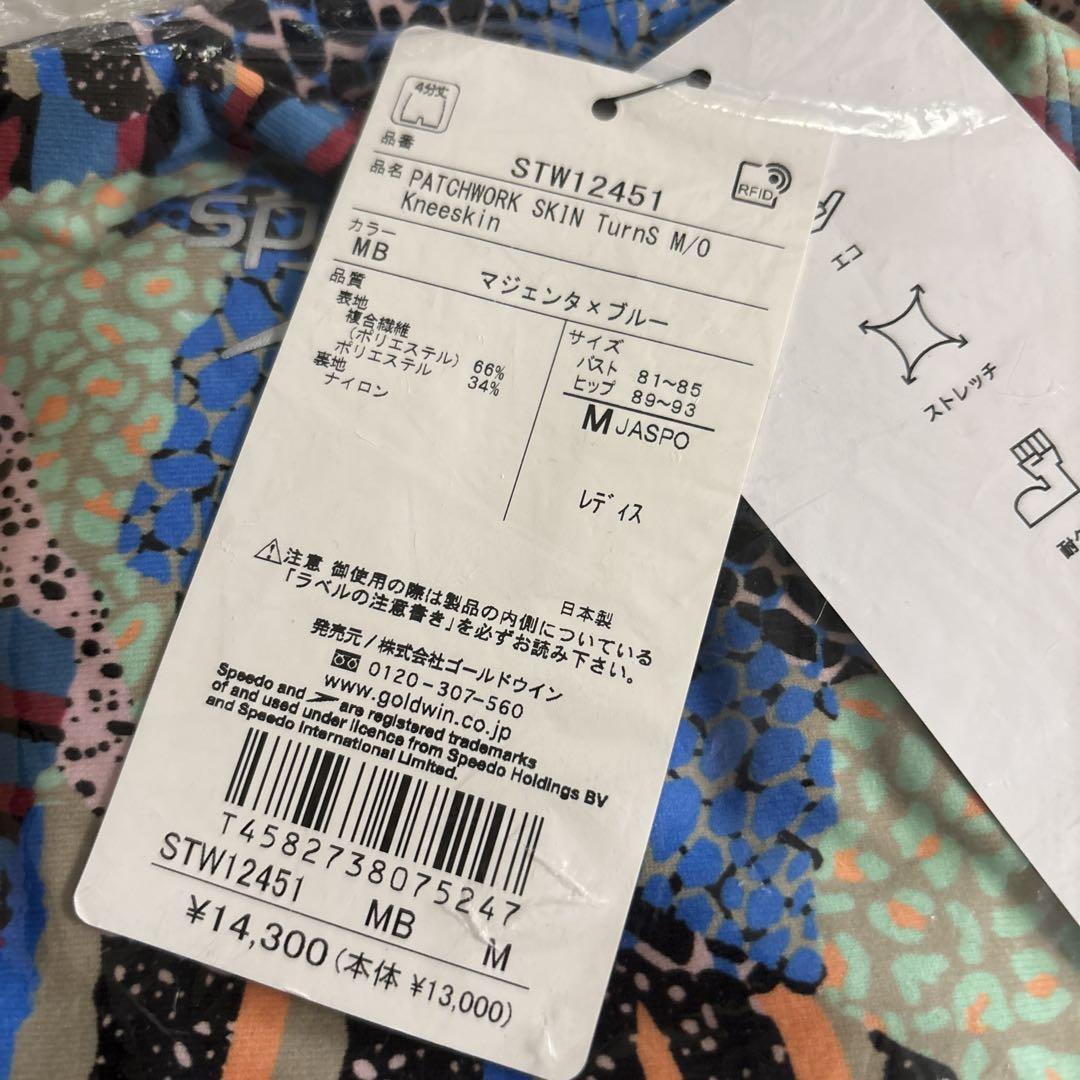 4分丈
品番
STW12451
RFID
品名 PATCHWORK SKIN TurnS M/O
Kneeskin
カラー
MB
マジェンタ×ブルー
品質
表地
複合繊維
(ポリエステル) 66%
ポリエステル 34%
裏地
ナイロン
サイズ
バスト 81~85
ヒップ 89~93
M JASPO
レディス
日本製
⚠注意 御使用の際は製品の内側についている
「ラベルの注意書き」を必ずお読み下さい。
発売元/株式会社ゴールドウイン
0120-307-560
www.goldwin.co.jp
Speedo and are registered trademarks
of and used under licence from Speedo Holdings BV
and Speedo International Limited.
T4582738075247
STW12451 MB M
¥14,300(本体 ¥13,000)
エコ
ストレッチ
耐
sp